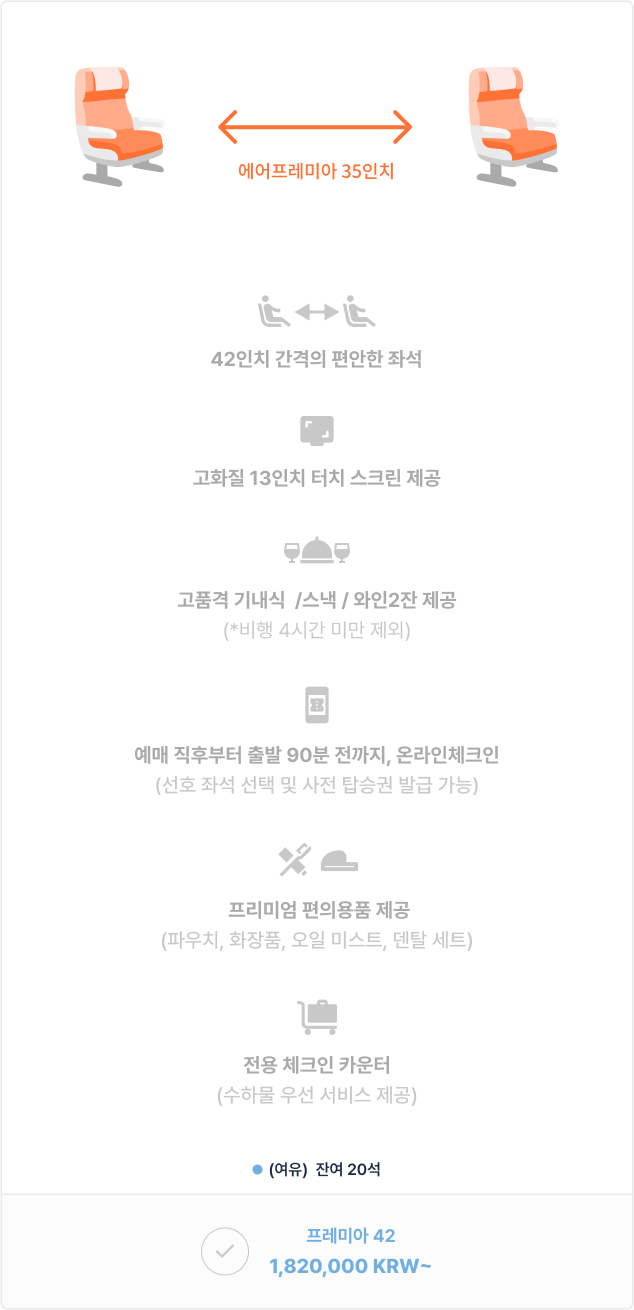 에어프레미아 35인치
42인치 간격의 편안한 좌석
고화질 13인치 터치 스크린 제공
고품격 기내식  /스낵 / 와인2잔 제공
(*비행 4시간 미만 제외)
예매 직후부터 출발 90분 전까지, 온라인체크인
(선호 좌석 선택 및 사전 탑승권 발급 가능)
프리미엄 편의용품 제공
(파우치, 화장품, 오일 미스트, 덴탈 세트)
전용 체크인 카운터
(수하물 우선 서비스 제공)
(여유)  잔여 20석
프레미아 42
1,820,000 KRW~